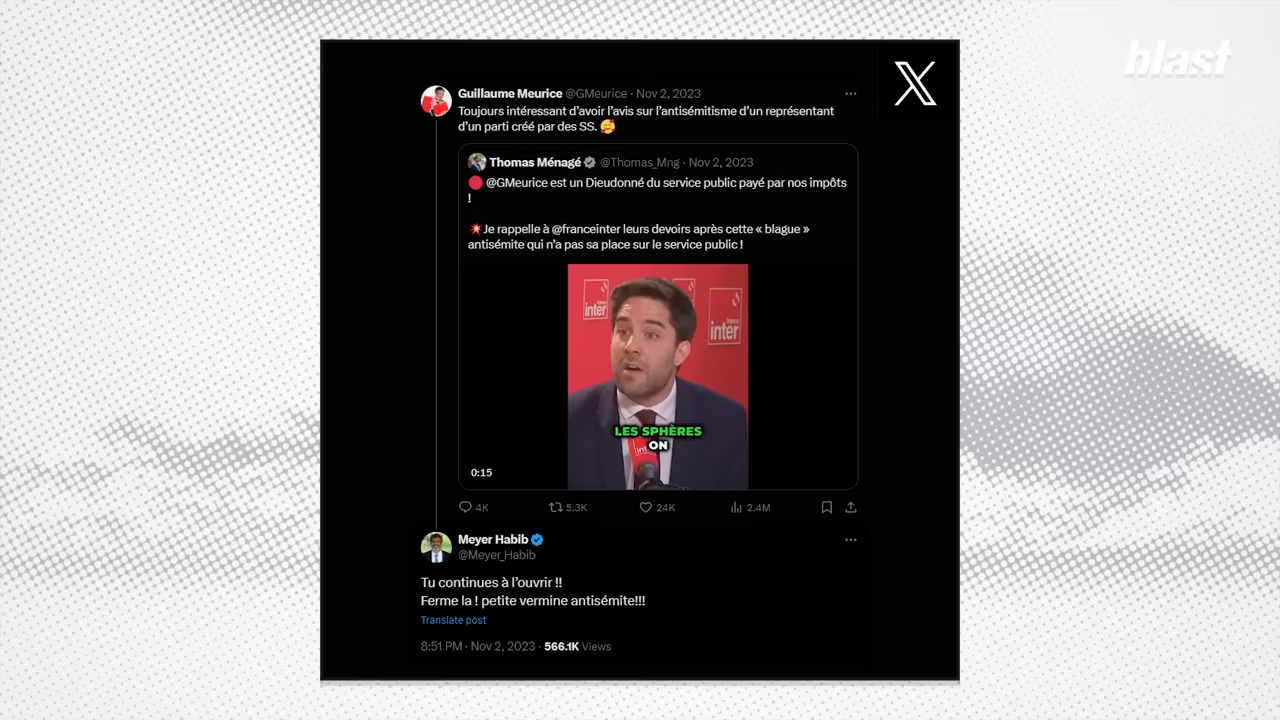 blast
X
Guillaume Meurice @GMeurice · Nov 2, 2023
Toujours intéressant d'avoir l'avis sur l'antisémitisme d'un représentant
d'un parti créé par des SS. 🥰
Thomas Ménagé @Thomas_Mng · Nov 2, 2023
🔴 @GMeurice est un Dieudonné du service public payé par nos impôts
!
💥Je rappelle à @franceinter leurs devoirs après cette « blague »
antisémite qui n'a pas sa place sur le service public !
inter
france
inter
LES SPHÈRES
ON
0:15
4K 5.3K 24K 2.4M
Meyer Habib
@Meyer_Habib
Tu continues à l'ouvrir !!
Ferme la ! petite vermine antisémite!!!
Translate post
8:51 PM · Nov 2, 2023 · 566.1K Views